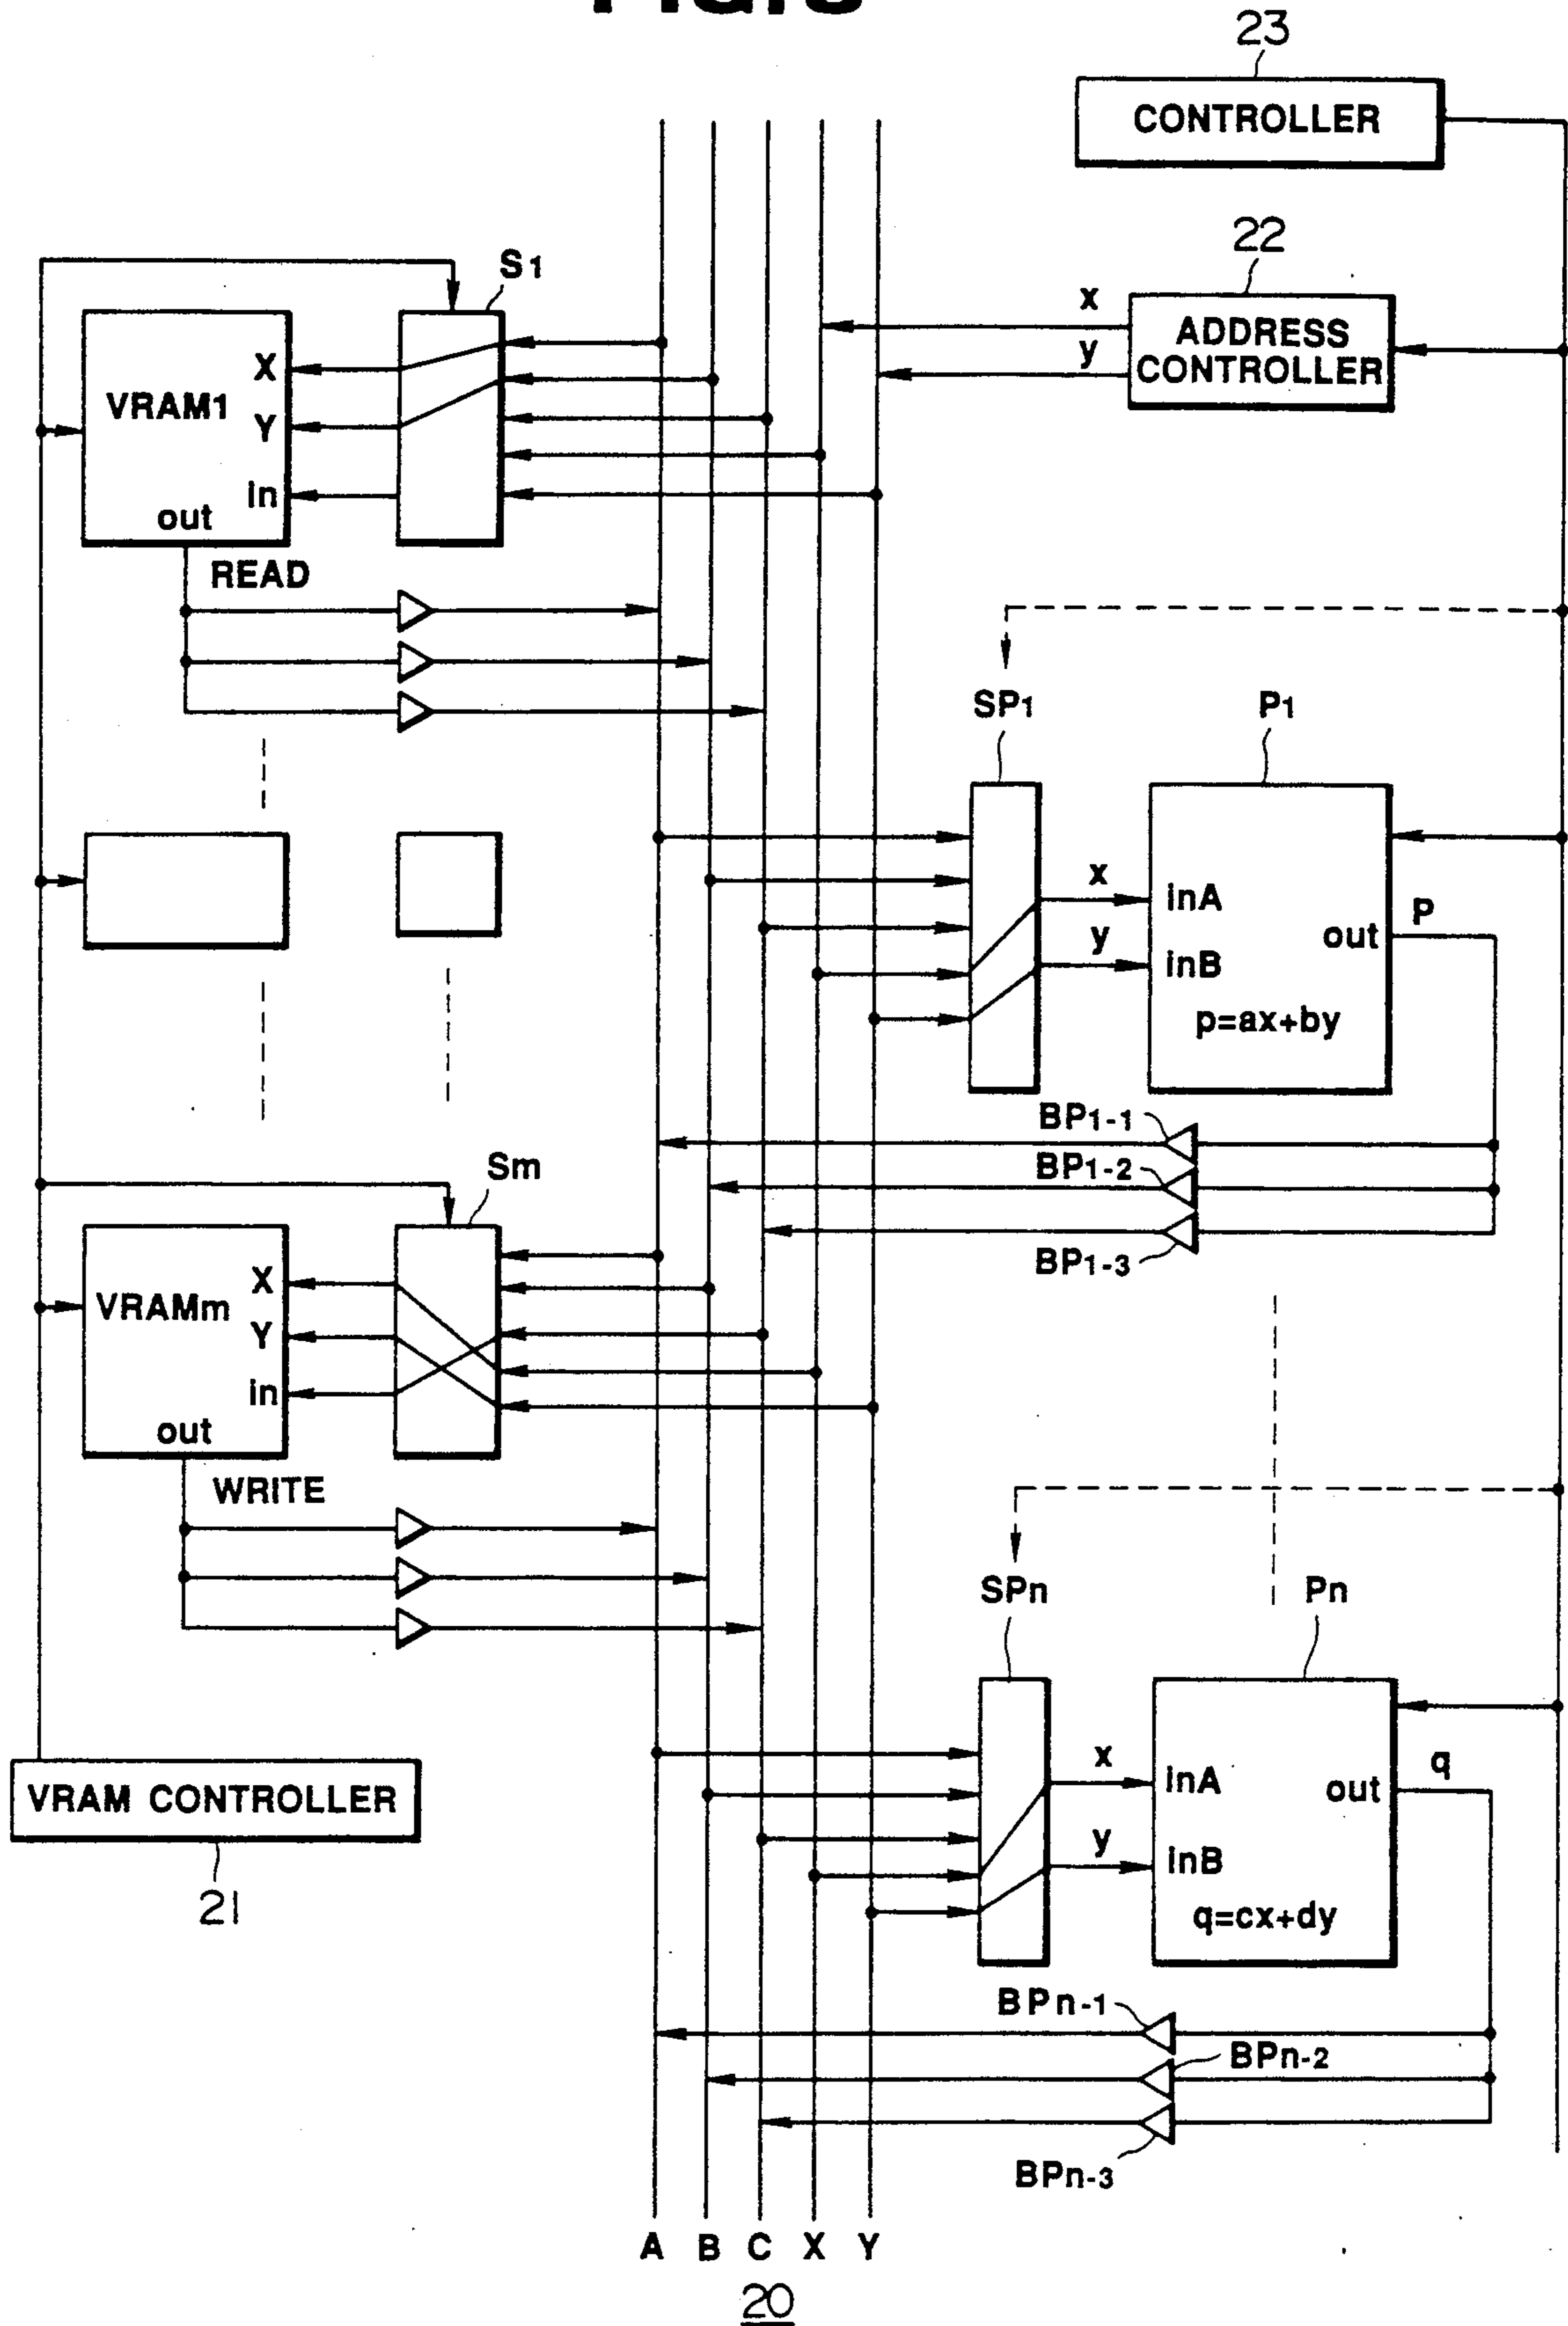 23
CONTROLLER
22
x
y
ADDRESS
CONTROLLER
S1
VRAM1
X
Y
in
out
READ
SP1
P1
x
y
inA
inB
out
P
p=ax+by
BP1-1
BP1-2
BP1-3
Sm
VRAMm
X
Y
in
out
WRITE
SPn
Pn
x
y
inA
inB
out
q
q=cx+dy
VRAM CONTROLLER
21
BPn-1
BPn-2
BPn-3
A B C X Y
20